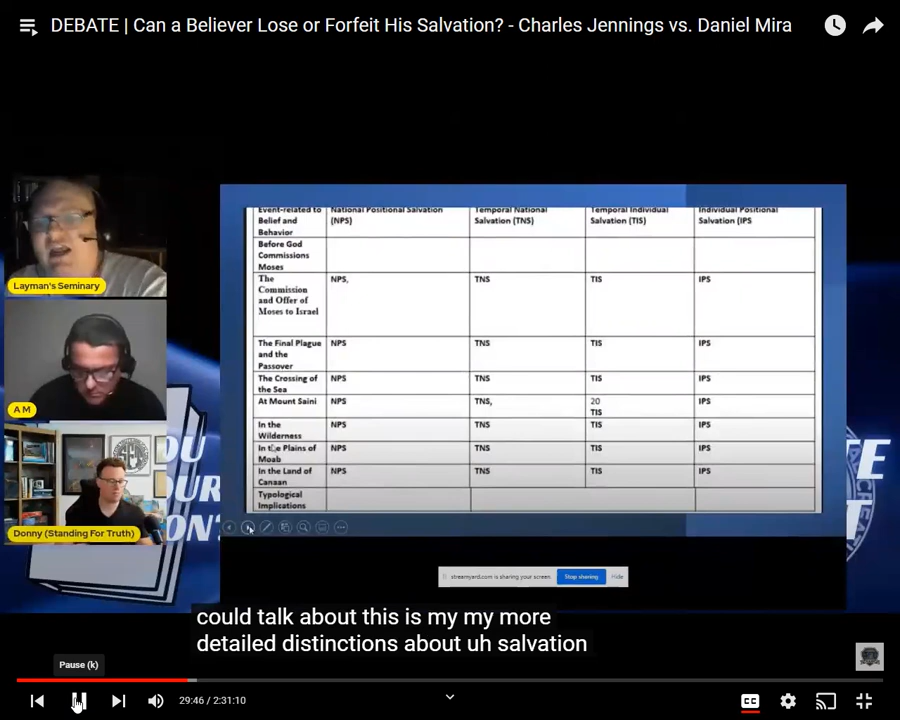 DEBATE | Can a Believer Lose or Forfeit His Salvation? - Charles Jennings vs. Daniel Mira
Event-related to
Belief and
Behavior
National Positional Salvation
(NPS)
Temporal National
Salvation (TNS)
Temporal Individual
Salvation (TIS)
Individual Positional
Salvation (IPS
Before God
Commissions
Moses
The
Commission
and Offer of
Moses to Israel
NPS,
TNS
TIS
IPS
The Final Plague
and the
Passover
NPS
TNS
TIS
IPS
The Crossing of
the Sea
NPS
TNS
TIS
IPS
At Mount Saini
NPS
TNS,
20
TIS
IPS
In the
Wilderness
NPS
TNS
TIS
IPS
In the Plains of
Moab
NPS
TNS
TIS
IPS
In the Land of
Canaan
NPS
TNS
TIS
IPS
Typological
Implications
Layman's Seminary
A M
Donny (Standing For Truth)
streamyard.com is sharing your screen.
Stop sharing
Hide
could talk about this is my my more
detailed distinctions about uh salvation
Pause (k)
29:46 / 2:31:10
CC